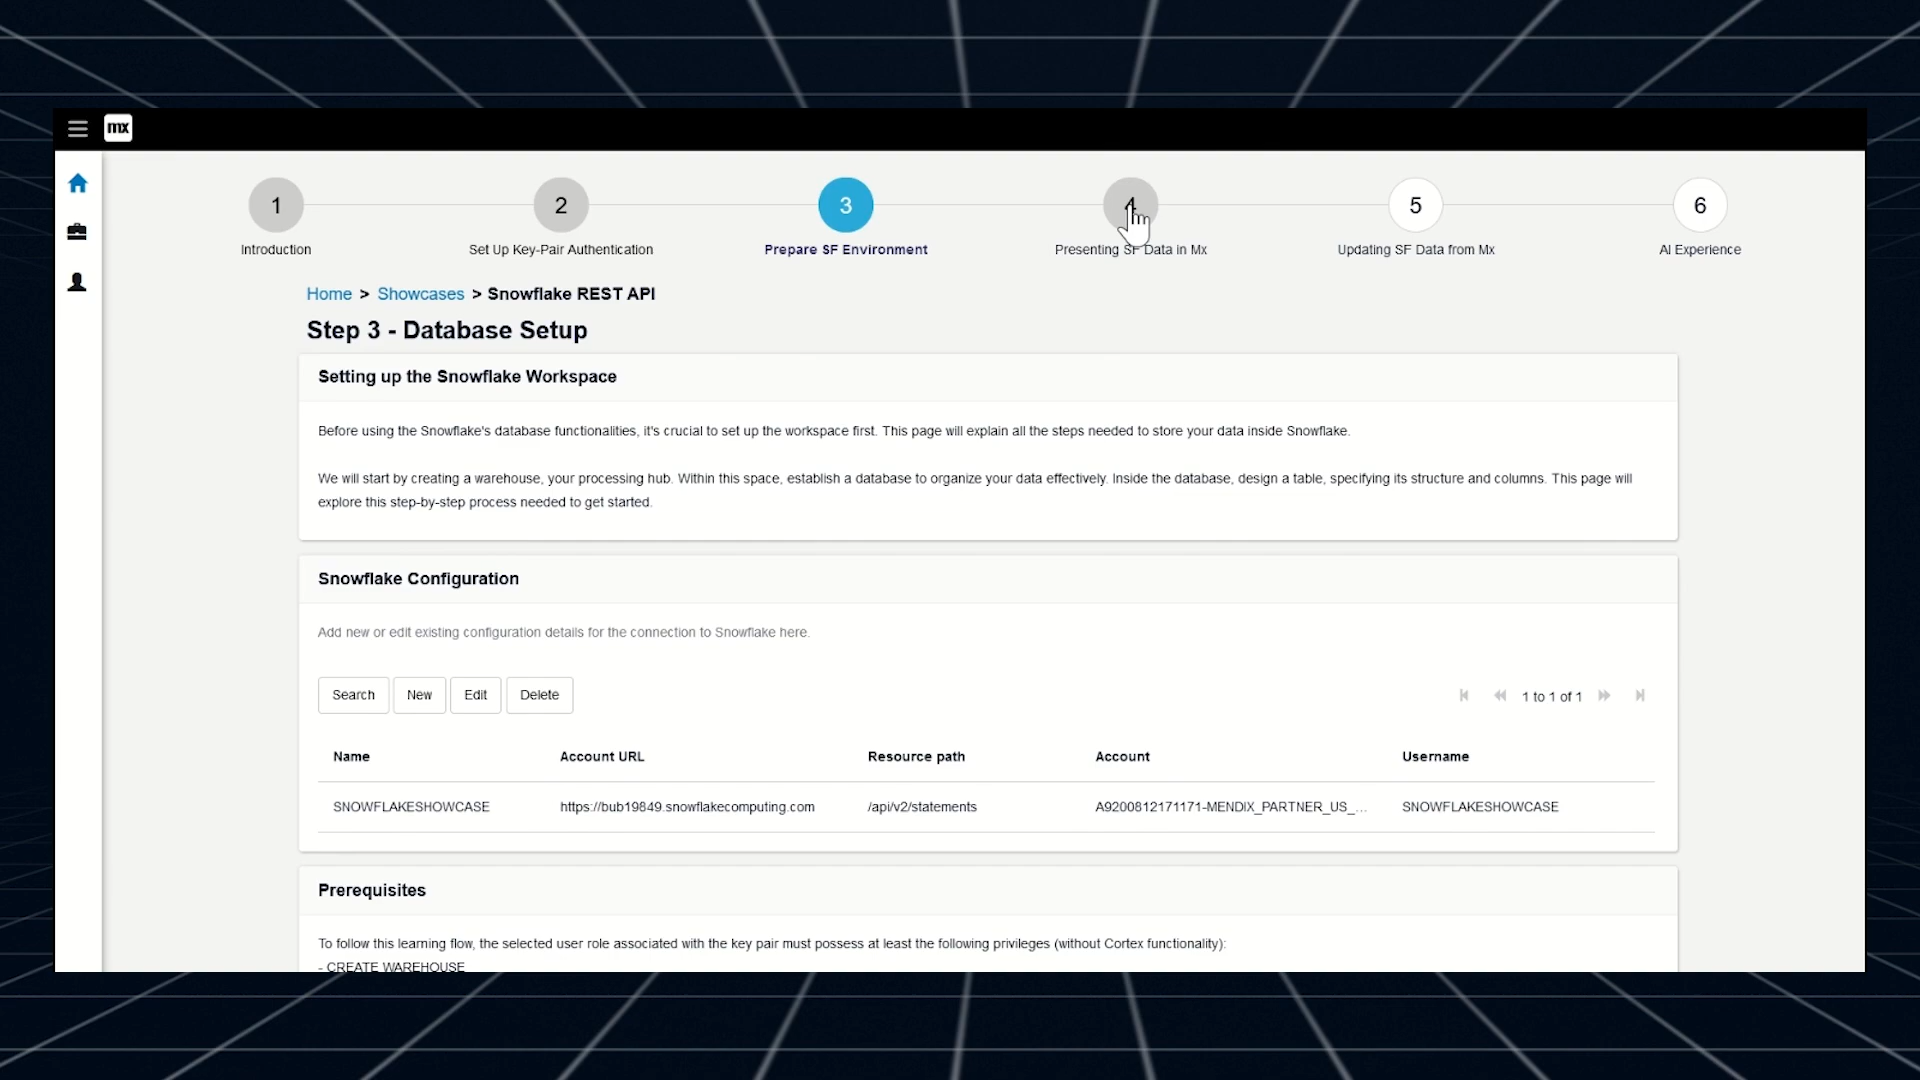 mx
1
2
3
4
5
6
Introduction
Set Up Key-Pair Authentication
Prepare SF Environment
Presenting SF Data in Mx
Updating SF Data from Mx
AI Experience
Home > Showcases > Snowflake REST API
Step 3 - Database Setup
Setting up the Snowflake Workspace
Before using the Snowflake's database functionalities, it's crucial to set up the workspace first. This page will explain all the steps needed to store your data inside Snowflake.
We will start by creating a warehouse, your processing hub. Within this space, establish a database to organize your data effectively. Inside the database, design a table, specifying its structure and columns. This page will
explore this step-by-step process needed to get started.
Snowflake Configuration
Add new or edit existing configuration details for the connection to Snowflake here.
Search New Edit Delete 1 to 1 of 1
Name Account URL Resource path Account Username
SNOWFLAKESHOWCASE https://bub19849.snowflakecomputing.com /api/v2/statements A9200812171171-MENDIX_PARTNER_US_... SNOWFLAKESHOWCASE
Prerequisites
To follow this learning flow, the selected user role associated with the key pair must possess at least the following privileges (without Cortex functionality):
- CREATE WAREHOUSE